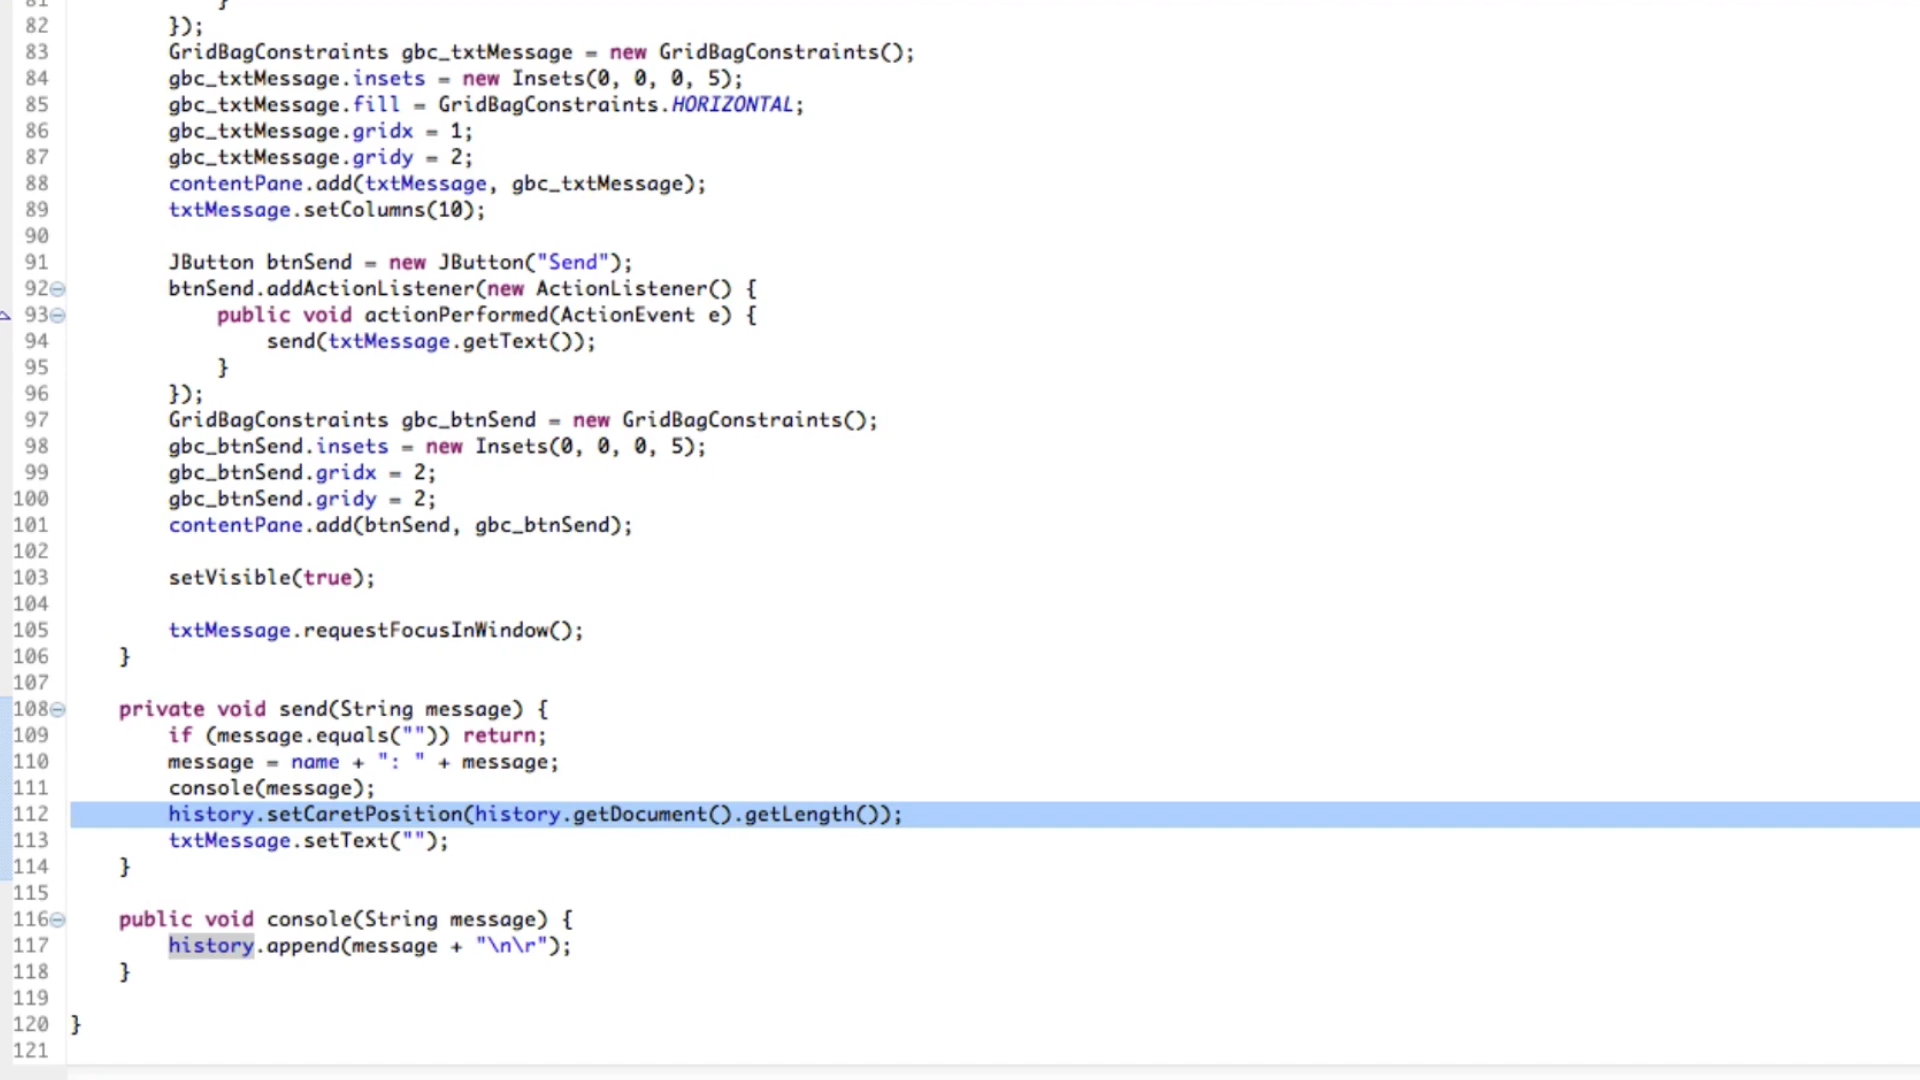 81 }
82 });
83 GridBagConstraints gbc_txtMessage = new GridBagConstraints();
84 gbc_txtMessage.insets = new Insets(0, 0, 0, 5);
85 gbc_txtMessage.fill = GridBagConstraints.HORIZONTAL;
86 gbc_txtMessage.gridx = 1;
87 gbc_txtMessage.gridy = 2;
88 contentPane.add(txtMessage, gbc_txtMessage);
89 txtMessage.setColumns(10);
90
91 JButton btnSend = new JButton("Send");
92 btnSend.addActionListener(new ActionListener() {
93 public void actionPerformed(ActionEvent e) {
94 send(txtMessage.getText());
95 }
96 });
97 GridBagConstraints gbc_btnSend = new GridBagConstraints();
98 gbc_btnSend.insets = new Insets(0, 0, 0, 5);
99 gbc_btnSend.gridx = 2;
100 gbc_btnSend.gridy = 2;
101 contentPane.add(btnSend, gbc_btnSend);
102
103 setVisible(true);
104
105 txtMessage.requestFocusInWindow();
106 }
107
108 private void send(String message) {
109 if (message.equals("")) return;
110 message = name + ": " + message;
111 console(message);
112 history.setCaretPosition(history.getDocument().getLength());
113 txtMessage.setText("");
114 }
115
116 public void console(String message) {
117 history.append(message + "\n\r");
118 }
119
120 }
121